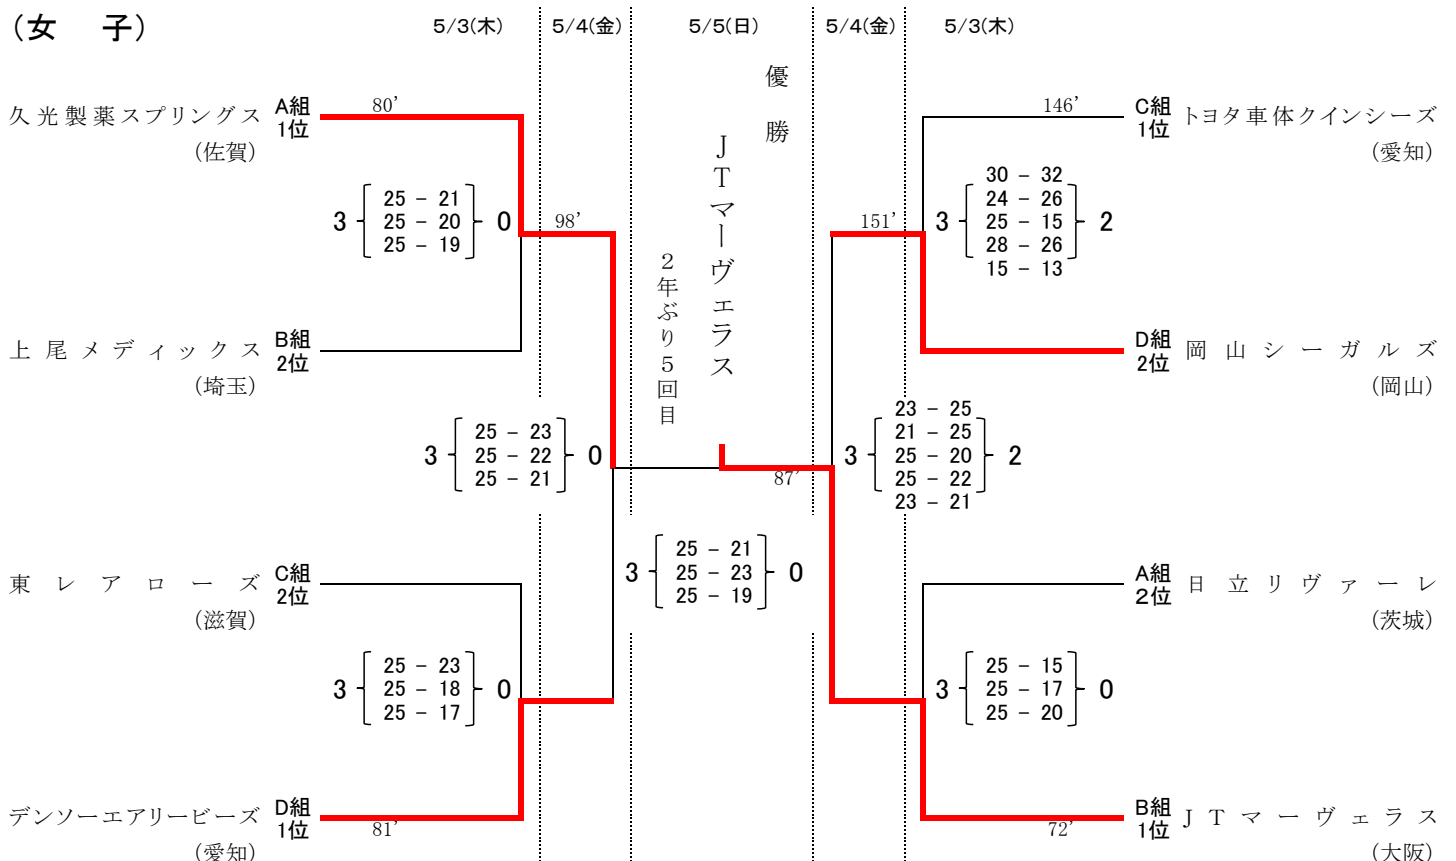 (女 子)
5/3(木) 5/4(金) 5/5(日) 5/4(金) 5/3(木)
優勝
JTマーヴェラス
2年ぶり5回目
久光製薬スプリングス A組 1位
(佐賀)
80'
3 25 - 21 0
25 - 20
25 - 19
98'
上尾メディックス B組 2位
(埼玉)
3 25 - 23 0
25 - 22
25 - 21
東レアローズ C組 2位
(滋賀)
3 25 - 23 0
25 - 18
25 - 17
デンソーエアリービーズ D組 1位
(愛知)
81'
87'
3 25 - 21 0
25 - 23
25 - 19
146'
C組 1位 トヨタ車体クインシーズ
(愛知)
151'
30 - 32
24 - 26
3 25 - 15 2
28 - 26
15 - 13
D組 2位 岡山シーガルズ
(岡山)
23 - 25
21 - 25
3 25 - 20 2
25 - 22
23 - 21
A組 2位 日立リヴァーレ
(茨城)
3 25 - 15 0
25 - 17
25 - 20
72'
B組 1位 JTマーヴェラス
(大阪)